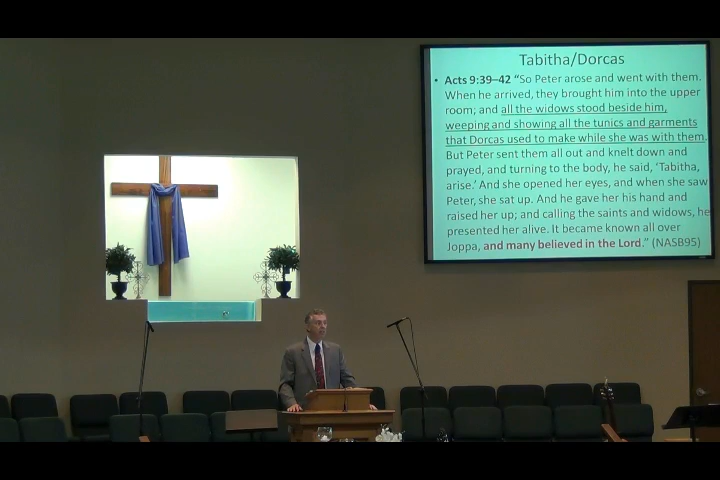 Tabitha/Dorcas
• Acts 9:39–42 “So Peter arose and went with them.
When he arrived, they brought him into the upper
room; and all the widows stood beside him,
weeping and showing all the tunics and garments
that Dorcas used to make while she was with them.
But Peter sent them all out and knelt down and
prayed, and turning to the body, he said, ‘Tabitha,
arise.’ And she opened her eyes, and when she saw
Peter, she sat up. And he gave her his hand and
raised her up; and calling the saints and widows, he
presented her alive. It became known all over
Joppa, and many believed in the Lord.” (NASB95)